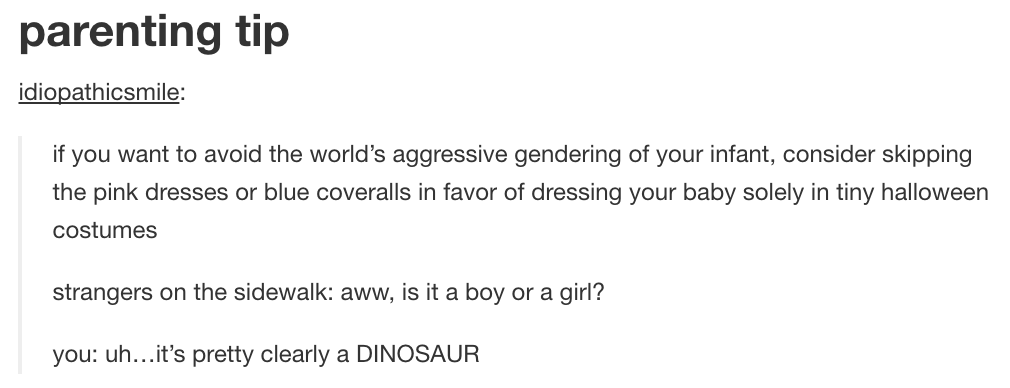 parenting tip
idiopathicsmile:
if you want to avoid the world’s aggressive gendering of your infant, consider skipping
the pink dresses or blue coveralls in favor of dressing your baby solely in tiny halloween
costumes
strangers on the sidewalk: aww, is it a boy or a girl?
you: uh…it’s pretty clearly a DINOSAUR